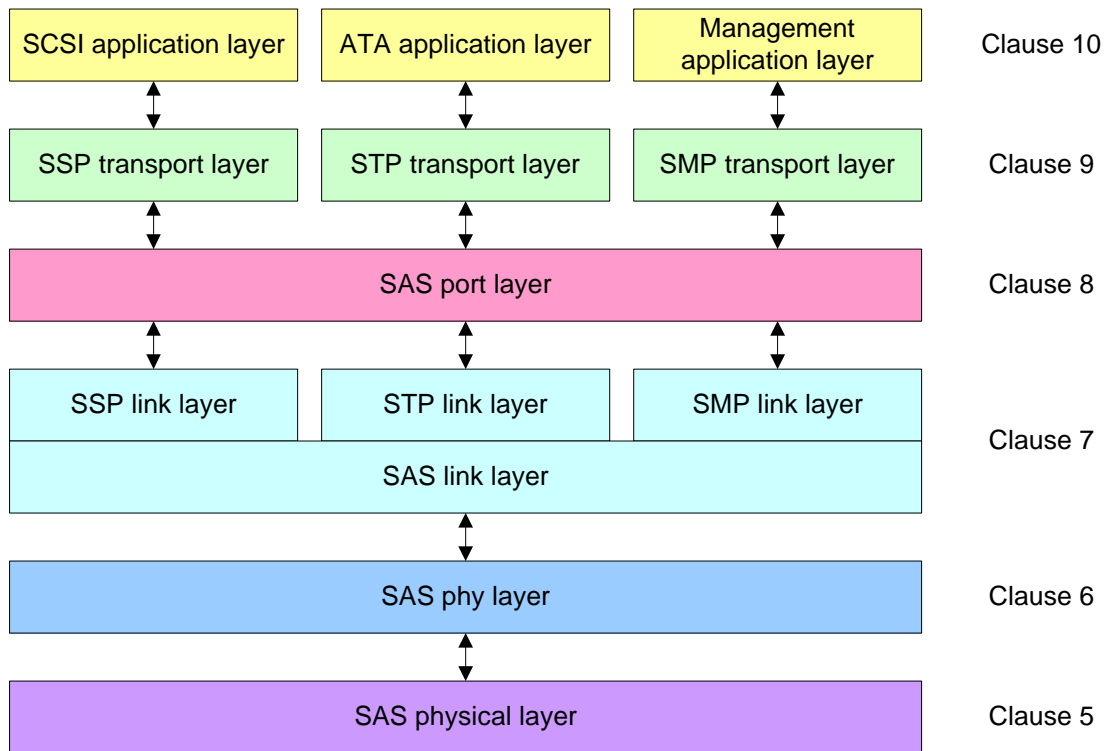 SCSI application layer
ATA application layer
Management
application layer
Clause 10
SSP transport layer
STP transport layer
SMP transport layer
Clause 9
SAS port layer
Clause 8
SSP link layer
STP link layer
SMP link layer
Clause 7
SAS link layer
SAS phy layer
Clause 6
SAS physical layer
Clause 5